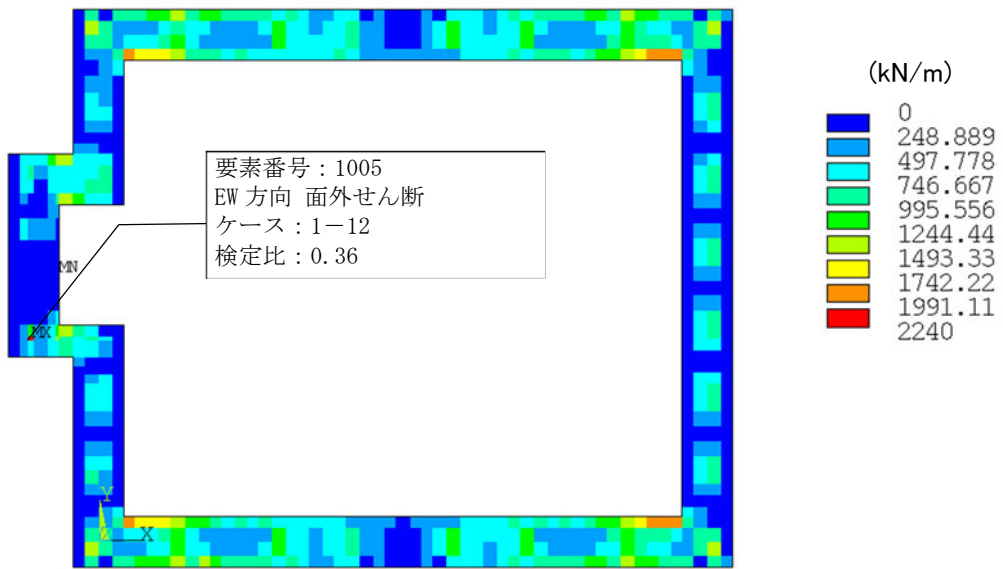 (kN/m)
0
248.889
497.778
746.667
995.556
1244.44
1493.33
1742.22
1991.11
2240
要素番号：1005
EW 方向 面外せん断
ケース：1－12
検定比：0.36
MN
MX
Y
X